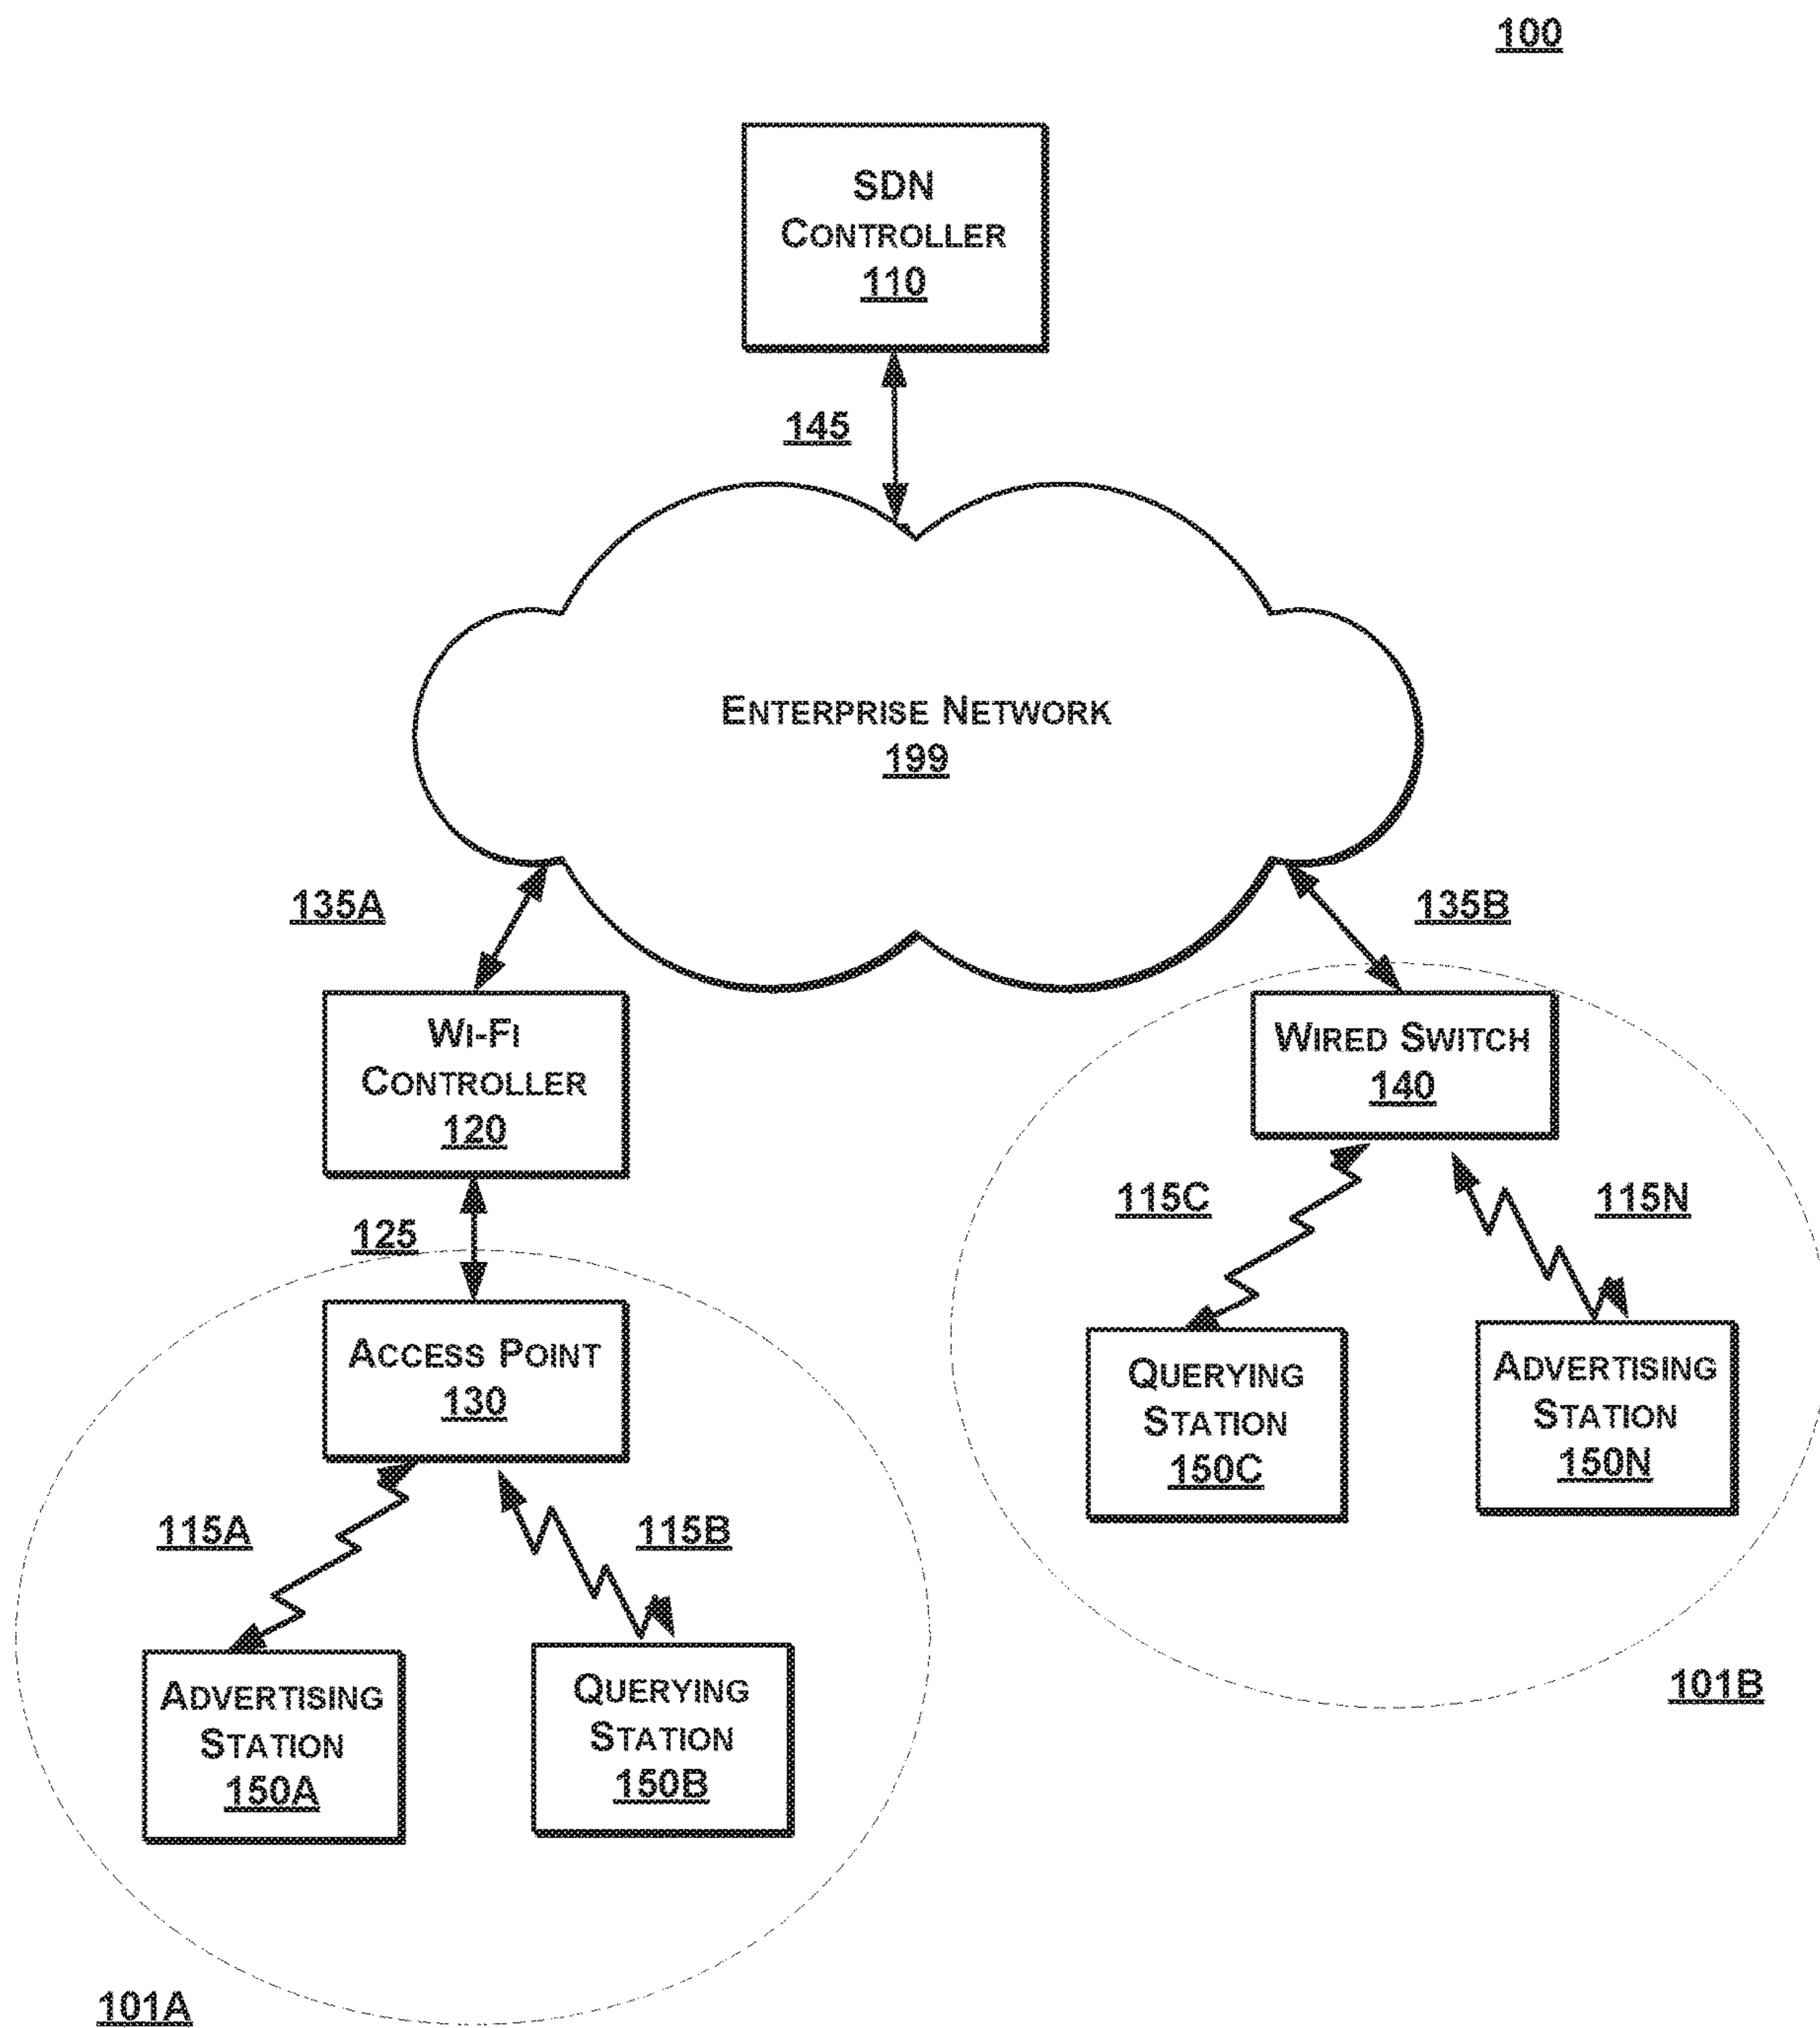 100
SDN
CONTROLLER
110
145
ENTERPRISE NETWORK
199
135A
135B
WI-FI
CONTROLLER
120
WIRED SWITCH
140
125
115C
115N
ACCESS POINT
130
QUERYING
STATION
150C
ADVERTISING
STATION
150N
115A
115B
ADVERTISING
STATION
150A
QUERYING
STATION
150B
101B
101A